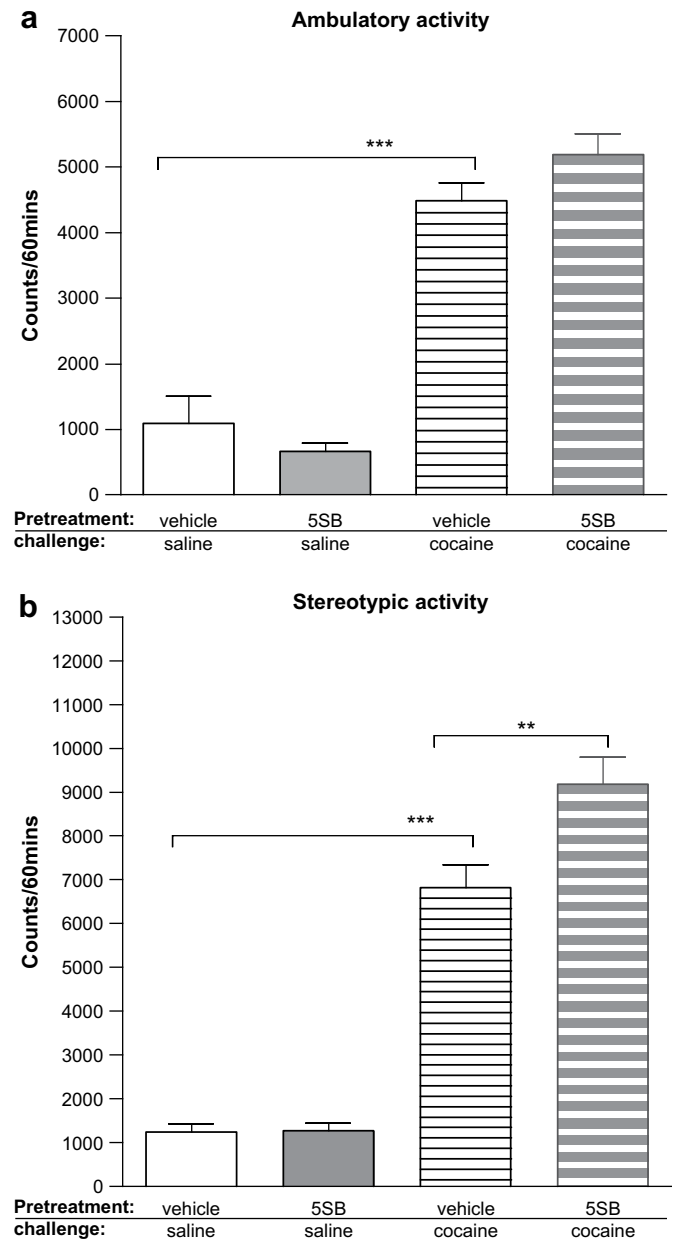 a
Ambulatory activity
7000
6000
5000
4000
3000
2000
1000
0
Counts/60mins
***
Pretreatment: vehicle 5SB vehicle 5SB
challenge: saline saline cocaine cocaine
b
Stereotypic activity
13000
12000
11000
10000
9000
8000
7000
6000
5000
4000
3000
2000
1000
0
Counts/60mins
**
***
Pretreatment: vehicle 5SB vehicle 5SB
challenge: saline saline cocaine cocaine